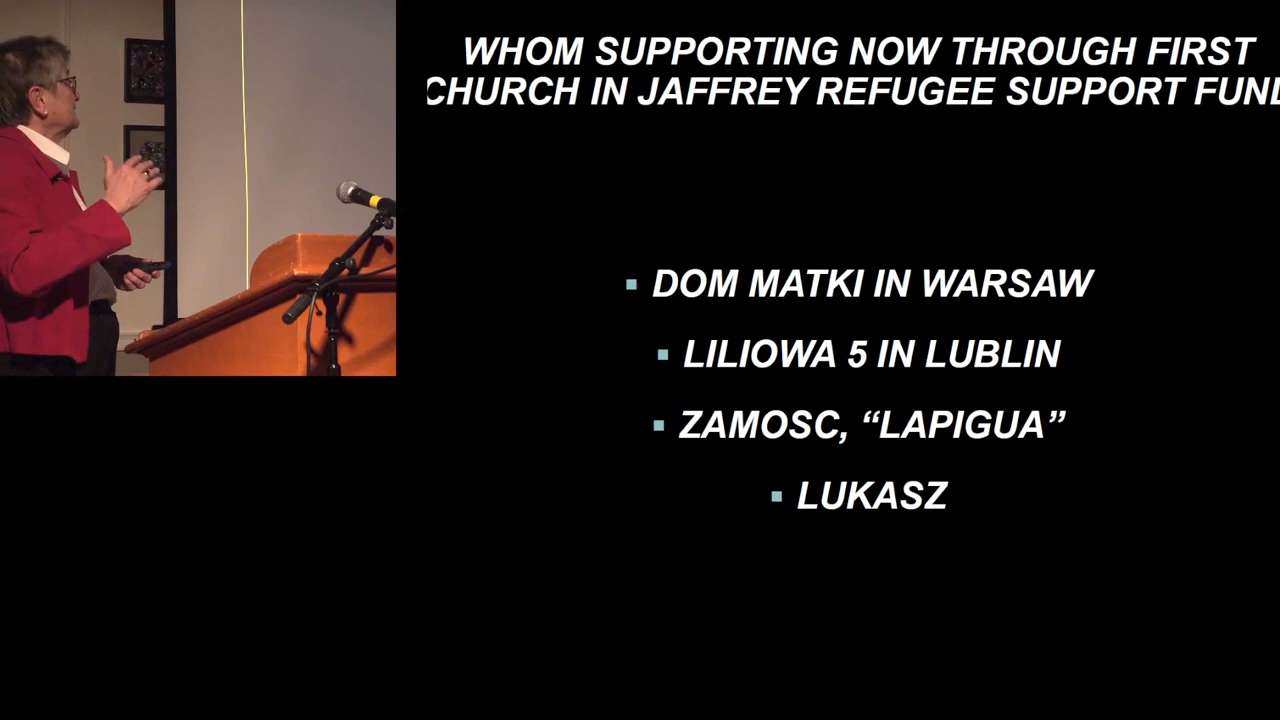 WHOM SUPPORTING NOW THROUGH FIRST
CHURCH IN JAFFREY REFUGEE SUPPORT FUND
DOM MATKI IN WARSAW
LILIOWA 5 IN LUBLIN
ZAMOSC, “LAPIGUA”
LUKASZ